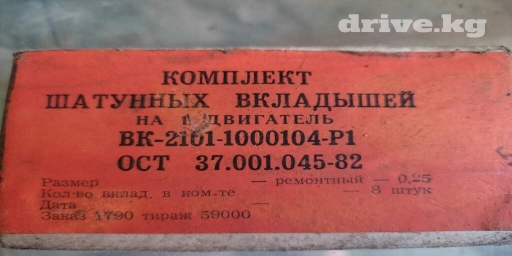 drive.kg
КОМПЛЕКТ
ШАТУННЫХ ВКЛАДЫШЕЙ
НА 1 ДВИГАТЕЛЬ
ВК-2101-1000104-Р1
ОСТ 37.001.045-82
Размер — ремонтный — 0,25
Кол-во вклад. в ком-те — 8 штук
Дата —
Заказ 1790 тираж 59000